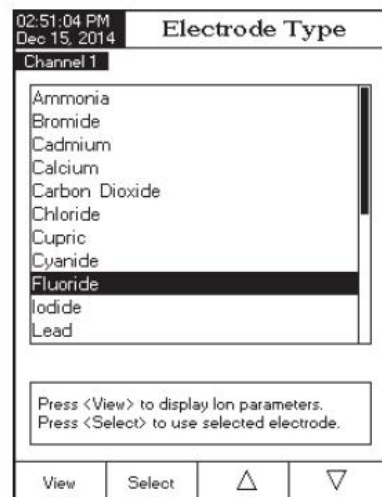 02:51:04 PM
Dec 15, 2014
Electrode Type
Channel 1
Ammonia
Bromide
Cadmium
Calcium
Carbon Dioxide
Chloride
Cupric
Cyanide
Fluoride
Iodide
Lead
Press <View> to display Ion parameters.
Press <Select> to use selected electrode.
View Select △ ▽